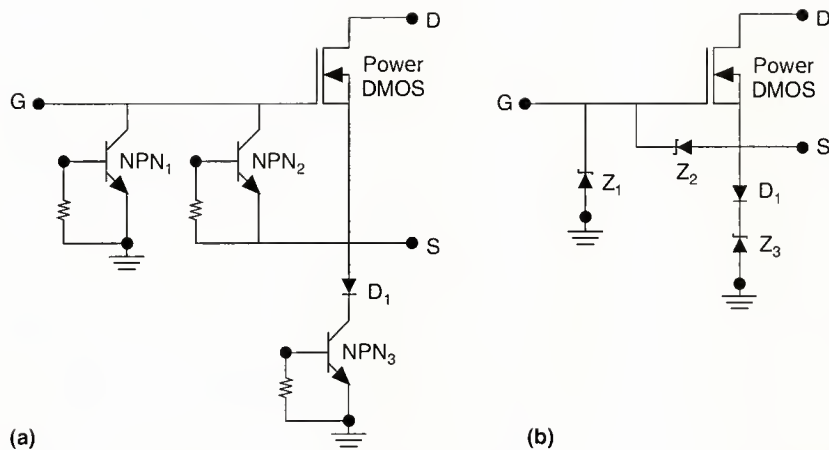 D
Power
DMOS
G
NPN₁
NPN₂
S
D₁
NPN₃
(a)
D
Power
DMOS
G
S
Z₂
Z₁
D₁
Z₃
(b)